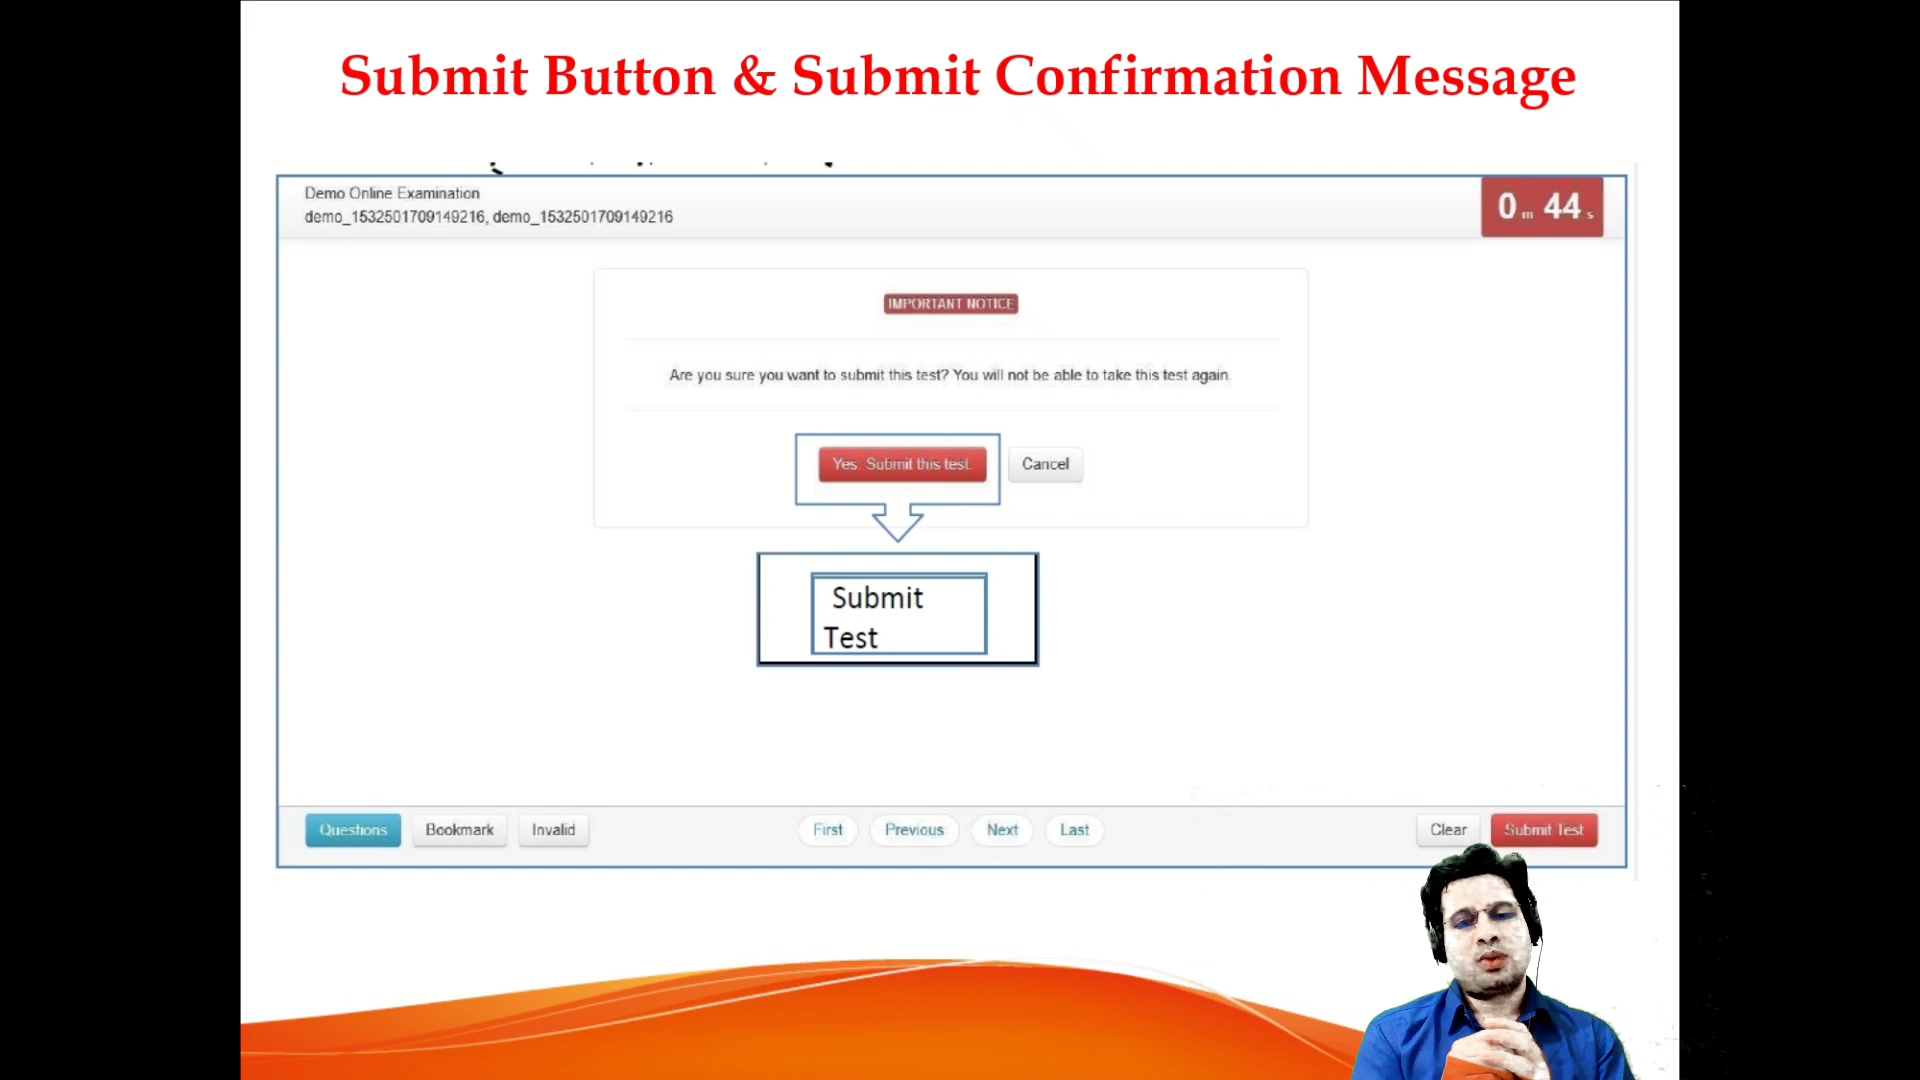 Submit Button & Submit Confirmation Message
Demo Online Examination
demo_1532501709149216, demo_1532501709149216
0 m 44 s
IMPORTANT NOTICE
Are you sure you want to submit this test? You will not be able to take this test again.
Yes. Submit this test.
Cancel
Submit
Test
Questions
Bookmark
Invalid
First
Previous
Next
Last
Clear
Submit Test